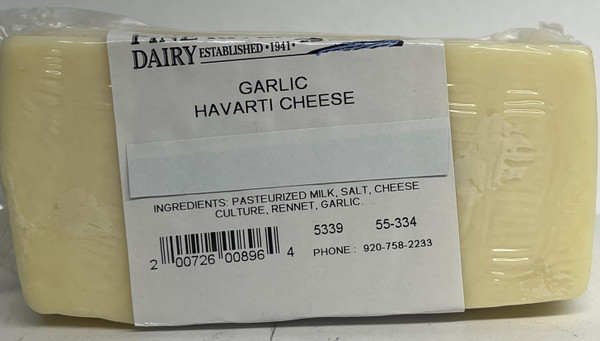 DAIRY ESTABLISHED •1941•
GARLIC
HAVARTI CHEESE
INGREDIENTS: PASTEURIZED MILK, SALT, CHEESE
CULTURE, RENNET, GARLIC.
5339 55-334
2 00726 00896 4
PHONE : 920-758-2233